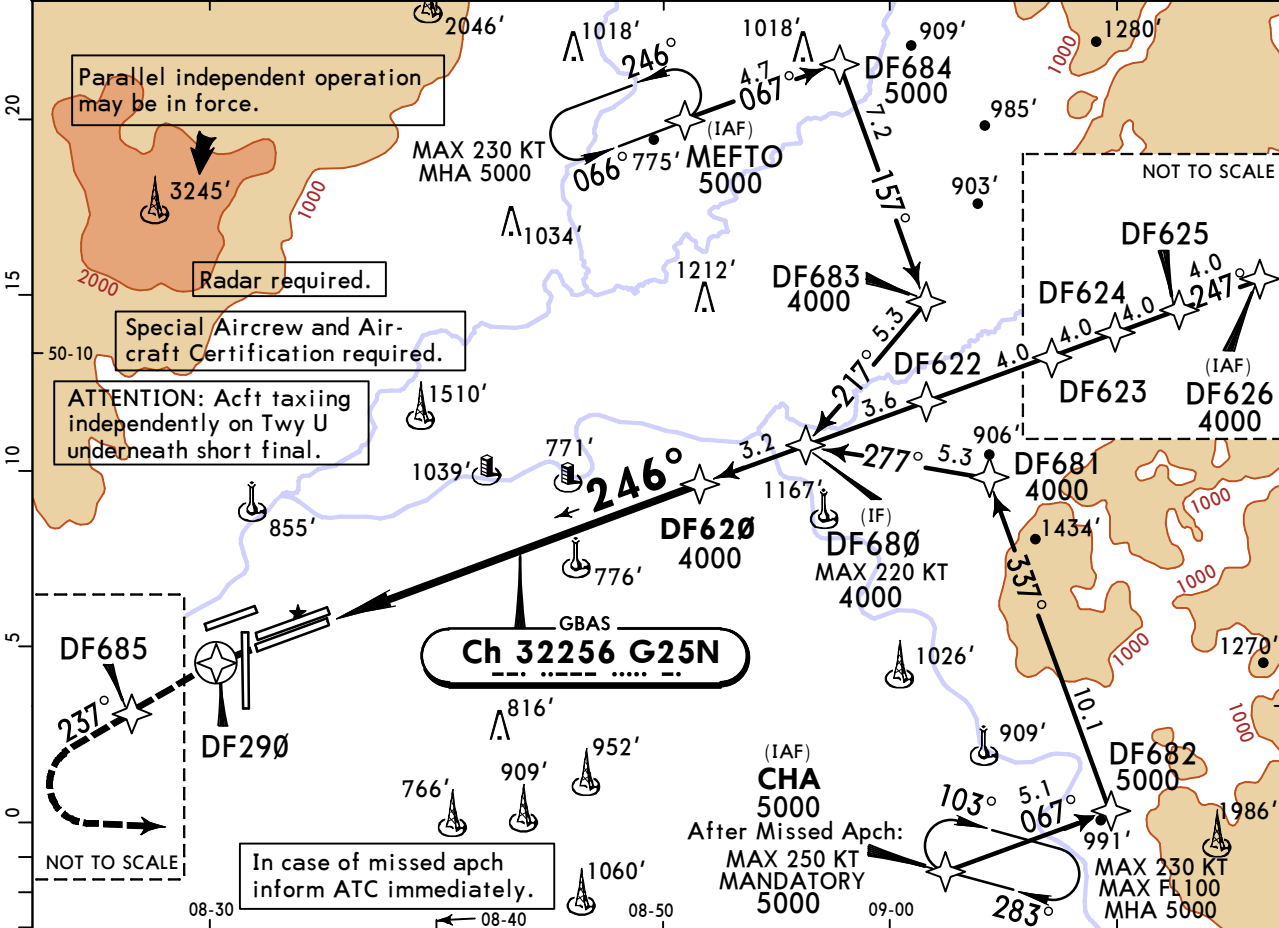 2046'
1018'
1018'
909'
1280'
1000
Parallel independent operation
may be in force.
246°
4.7
067°
DF684
5000
20
7.2
985'
(IAF)
MAX 230 KT
MHA 5000
066°
775'
MEFTO
5000
157°
903'
NOT TO SCALE
3245'
1000
1034'
2000
Radar required.
1212'
DF683
4000
DF625
4.0
247°
15
DF624
4.0
4.0
5.3
Special Aircrew and Air-
craft Certification required.
50-10
DF622
4.0
217°
3.6
DF623
(IAF)
DF626
4000
ATTENTION: Acft taxiing
independently on Twy U
underneath short final.
1510'
10
1039'
771'
246°
3.2
277°
5.3
906'
DF681
4000
1000
855'
DF62Ø
4000
1167'
(IF)
DF68Ø
MAX 220 KT
4000
1434'
337°
1000
776'
5
GBAS
Ch 32256 G25N
DF685
237°
DF29Ø
1026'
1000
1270'
1000
10.1
816'
952'
909'
766'
909'
(IAF)
CHA
5000
After Missed Apch:
MAX 250 KT
MANDATORY
5000
103°
5.1
067°
283°
DF682
5000
991'
1986'
MAX 230 KT
MAX FL100
MHA 5000
0
NOT TO SCALE
In case of missed apch
inform ATC immediately.
1060'
08-30
08-40
08-50
09-00